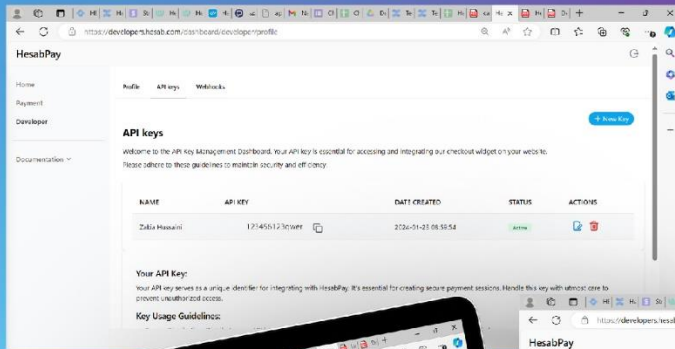 https://developers.hesab.com/dashboard/developer/profile
HesabPay
Home
Payment
Developer
Documentation
Profile API keys Webhooks
+ New Key
API keys
Welcome to the API Key Management Dashboard. Your API key is essential for accessing and integrating our checkout widget on your website.
Please adhere to these guidelines to maintain security and efficiency.
NAME API KEY DATE CREATED STATUS ACTIONS
Zakia Hussaini 123456123qwer 2024-01-23 Active
Your API Key:
Your API key serves as a unique identifier for integrating with HesabPay. It's essential for creating secure payment sessions. Handle this key with utmost care to
prevent unauthorized access.
Key Usage Guidelines:
https://developers.hesab
HesabPay